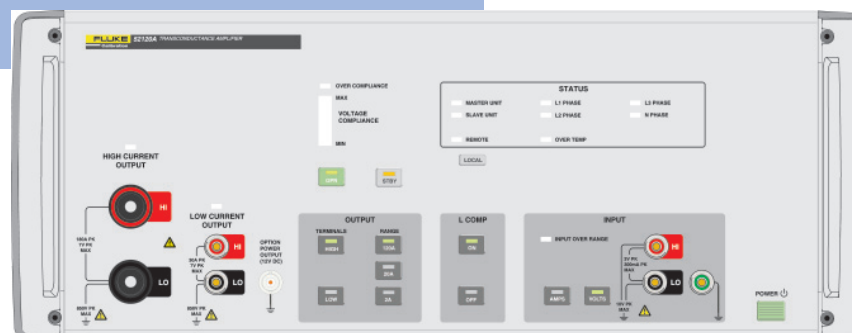 FLUKE 52120A TRANSCONDUCTANCE AMPLIFIER
Calibration
OVER COMPLIANCE
MAX
VOLTAGE
COMPLIANCE
MIN
OPR
STBY
STATUS
MASTER UNIT
L1 PHASE
L3 PHASE
SLAVE UNIT
L2 PHASE
N PHASE
REMOTE
OVER TEMP
LOCAL
HIGH CURRENT
OUTPUT
HI
LO
LOW CURRENT
OUTPUT
HI
LO
OPTION
POWER
OUTPUT
(12V DC)
OUTPUT
TERMINALS
RANGE
HIGH
LOW
20A
2A
L COMP
ON
OFF
INPUT
INPUT OVER RANGE
AMPS
VOLTS
HI
LO
POWER